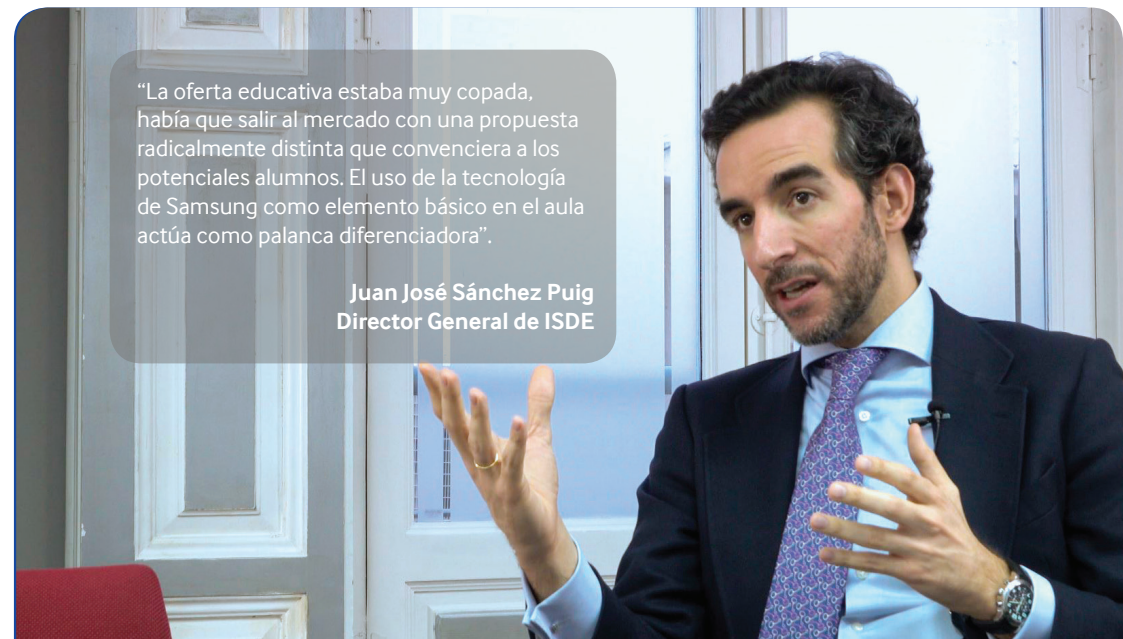 “La oferta educativa estaba muy copada,
había que salir al mercado con una propuesta
radicalmente distinta que convenciera a los
potenciales alumnos. El uso de la tecnología
de Samsung como elemento básico en el aula
actúa como palanca diferenciadora”.
Juan José Sánchez Puig
Director General de ISDE